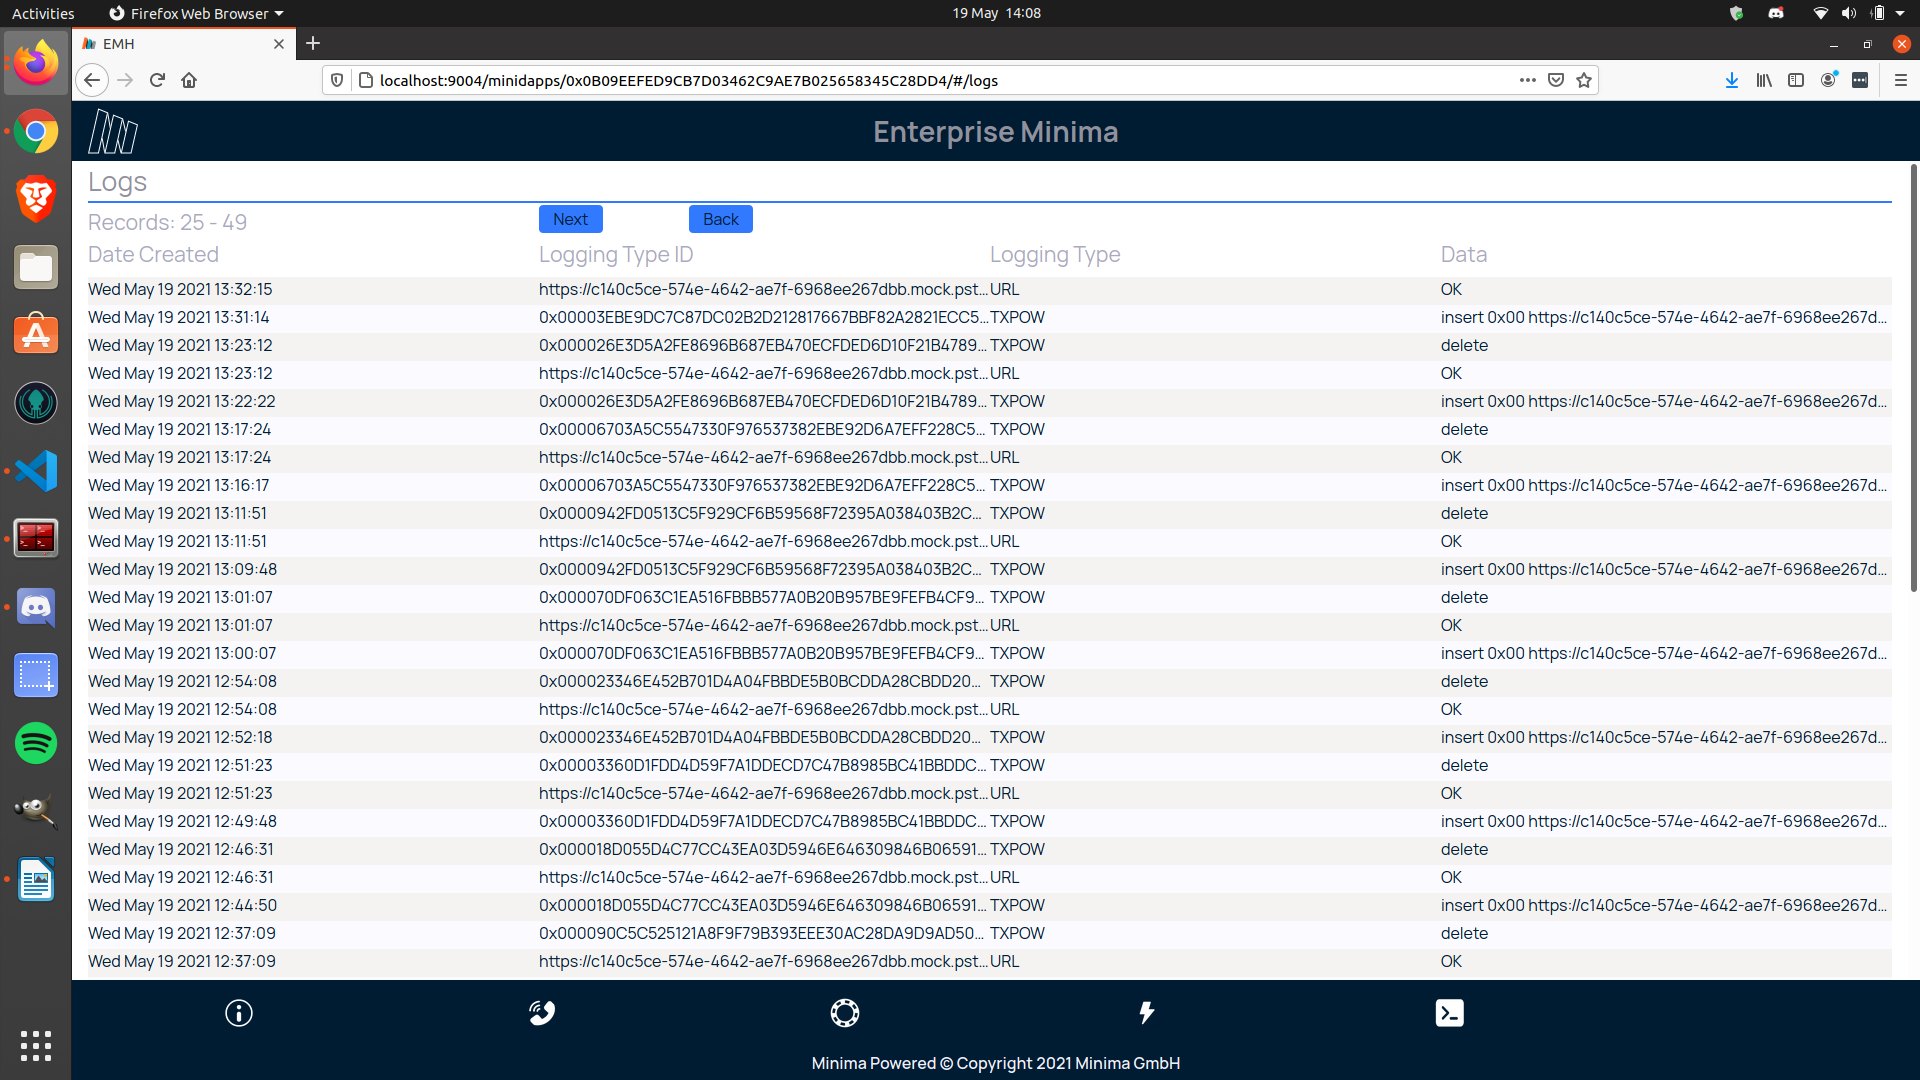 Activities Firefox Web Browser 19 May 14:08
EMH
localhost:9004/minidapps/0x0B09EEFED9CB7D03462C9AE7B025658345C28DD4/#/logs
Enterprise Minima
Logs
Records: 25 - 49 Next Back
Date Created Logging Type ID Logging Type Data
Wed May 19 2021 13:32:15 https://c140c5ce-574e-4642-ae7f-6968ee267dbb.mock.pst... URL OK
Wed May 19 2021 13:31:14 0x00003EBE9DC7C87DC02B2D212817667BBF82A2821ECC5... TXPOW insert 0x00 https://c140c5ce-574e-4642-ae7f-6968ee267d...
Wed May 19 2021 13:23:12 0x000026E3D5A2FE8696B687EB470ECFDED6D10F21B4789... TXPOW delete
Wed May 19 2021 13:23:12 https://c140c5ce-574e-4642-ae7f-6968ee267dbb.mock.pst... URL OK
Wed May 19 2021 13:22:22 0x000026E3D5A2FE8696B687EB470ECFDED6D10F21B4789... TXPOW insert 0x00 https://c140c5ce-574e-4642-ae7f-6968ee267d...
Wed May 19 2021 13:17:24 0x00006703A5C5547330F976537382EBE92D6A7EFF228C5... TXPOW delete
Wed May 19 2021 13:17:24 https://c140c5ce-574e-4642-ae7f-6968ee267dbb.mock.pst... URL OK
Wed May 19 2021 13:16:17 0x00006703A5C5547330F976537382EBE92D6A7EFF228C5... TXPOW insert 0x00 https://c140c5ce-574e-4642-ae7f-6968ee267d...
Wed May 19 2021 13:11:51 0x0000942FD0513C5F929CF6B59568F72395A038403B2C... TXPOW delete
Wed May 19 2021 13:11:51 https://c140c5ce-574e-4642-ae7f-6968ee267dbb.mock.pst... URL OK
Wed May 19 2021 13:09:48 0x0000942FD0513C5F929CF6B59568F72395A038403B2C... TXPOW insert 0x00 https://c140c5ce-574e-4642-ae7f-6968ee267d...
Wed May 19 2021 13:01:07 0x000070DF063C1EA516FBBB577A0B20B957BE9FEFB4CF9... TXPOW delete
Wed May 19 2021 13:01:07 https://c140c5ce-574e-4642-ae7f-6968ee267dbb.mock.pst... URL OK
Wed May 19 2021 13:00:07 0x000070DF063C1EA516FBBB577A0B20B957BE9FEFB4CF9... TXPOW insert 0x00 https://c140c5ce-574e-4642-ae7f-6968ee267d...
Wed May 19 2021 12:54:08 0x000023346E452B701D4A04FBBDE5B0BCDDA28CBDD20... TXPOW delete
Wed May 19 2021 12:54:08 https://c140c5ce-574e-4642-ae7f-6968ee267dbb.mock.pst... URL OK
Wed May 19 2021 12:52:18 0x000023346E452B701D4A04FBBDE5B0BCDDA28CBDD20... TXPOW insert 0x00 https://c140c5ce-574e-4642-ae7f-6968ee267d...
Wed May 19 2021 12:51:23 0x00003360D1FDD4D59F7A1DDECD7C47B8985BC41BBDDC... TXPOW delete
Wed May 19 2021 12:51:23 https://c140c5ce-574e-4642-ae7f-6968ee267dbb.mock.pst... URL OK
Wed May 19 2021 12:49:48 0x00003360D1FDD4D59F7A1DDECD7C47B8985BC41BBDDC... TXPOW insert 0x00 https://c140c5ce-574e-4642-ae7f-6968ee267d...
Wed May 19 2021 12:46:31 0x000018D055D4C77CC43EA03D5946E646309846B06591... TXPOW delete
Wed May 19 2021 12:46:31 https://c140c5ce-574e-4642-ae7f-6968ee267dbb.mock.pst... URL OK
Wed May 19 2021 12:44:50 0x000018D055D4C77CC43EA03D5946E646309846B06591... TXPOW insert 0x00 https://c140c5ce-574e-4642-ae7f-6968ee267d...
Wed May 19 2021 12:37:09 0x000090C5C525121A8F9F79B393EEE30AC28DA9D9AD50... TXPOW delete
Wed May 19 2021 12:37:09 https://c140c5ce-574e-4642-ae7f-6968ee267dbb.mock.pst... URL OK
Minima Powered © Copyright 2021 Minima GmbH